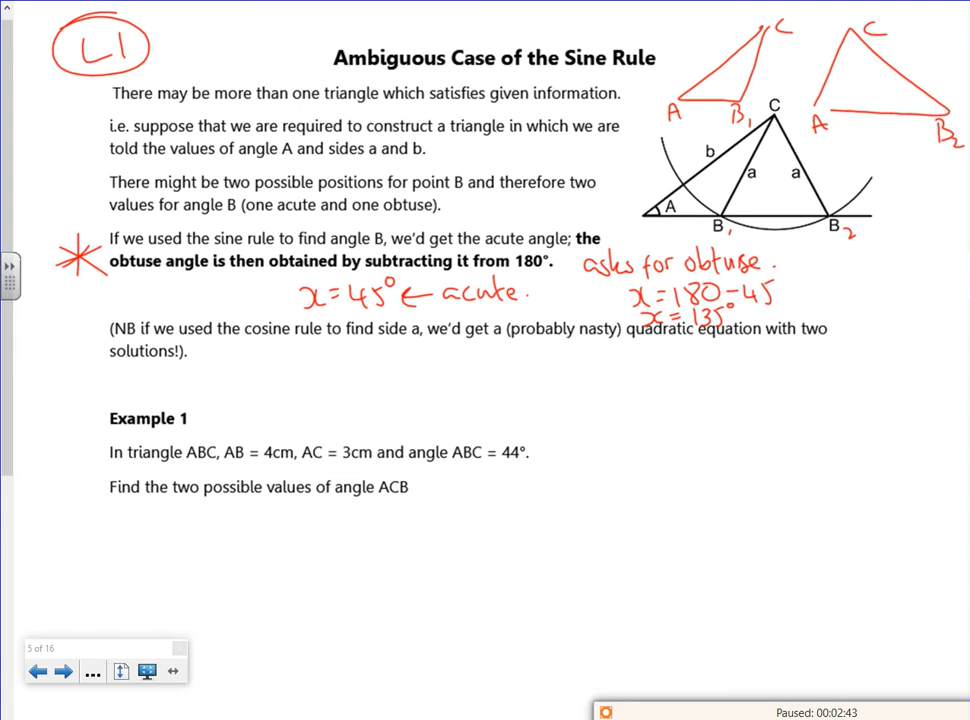 L1
Ambiguous Case of the Sine Rule
There may be more than one triangle which satisfies given information.
i.e. suppose that we are required to construct a triangle in which we are
told the values of angle A and sides a and b.
There might be two possible positions for point B and therefore two
values for angle B (one acute and one obtuse).
C
A
B1
C
A
B2
C
b
a
a
A
B1
B2
If we used the sine rule to find angle B, we'd get the acute angle; the
obtuse angle is then obtained by subtracting it from 180°.
asks for obtuse.
x = 45° ← acute.
x = 180 - 45
x = 135°
(NB if we used the cosine rule to find side a, we'd get a (probably nasty) quadratic equation with two
solutions!).
Example 1
In triangle ABC, AB = 4cm, AC = 3cm and angle ABC = 44°.
Find the two possible values of angle ACB
5 of 16
...
Paused: 00:02:43